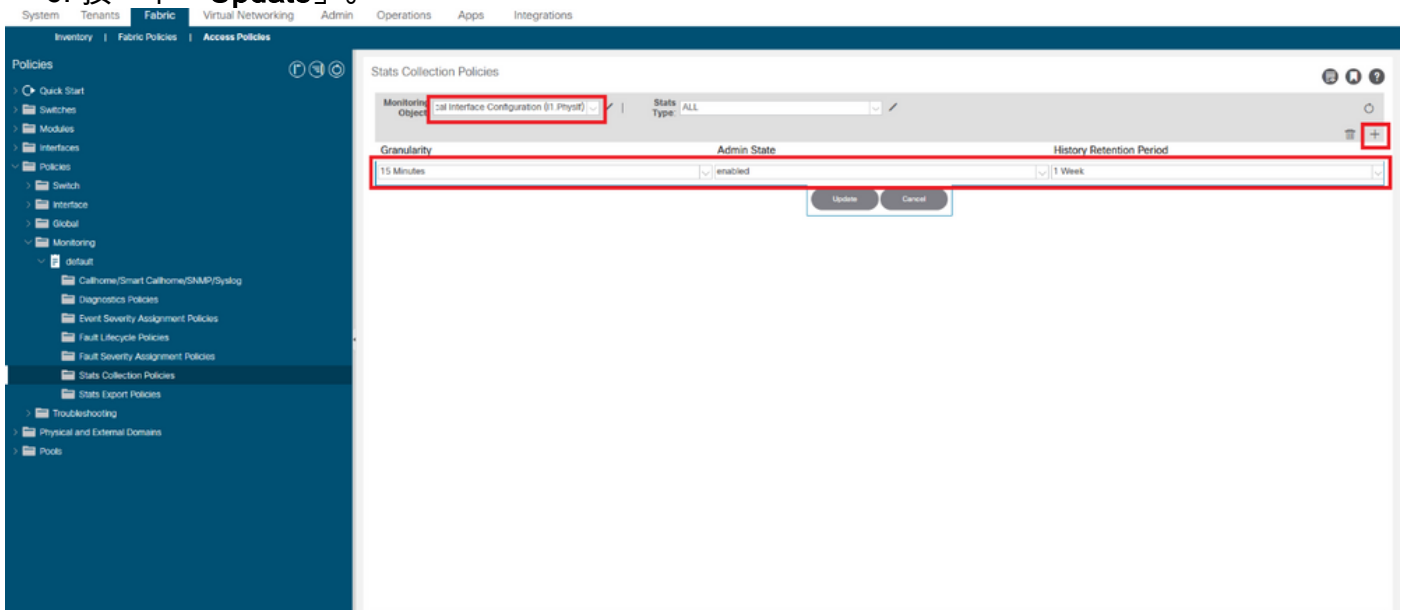 Update」。
System Tenants Fabric Virtual Networking Admin Operations Apps Integrations
Inventory | Fabric Policies | Access Policies
Policies
Quick Start
Switches
Modules
Interfaces
Policies
Switch
Interface
Global
Monitoring
default
Callhome/Smart Callhome/SNMP/Syslog
Diagnostics Policies
Event Severity Assignment Policies
Fault Lifecycle Policies
Fault Severity Assignment Policies
Stats Collection Policies
Stats Export Policies
Troubleshooting
Physical and External Domains
Pools
Stats Collection Policies
Monitoring Object cal Interface Configuration (l1.PhysIf) | Stats Type: ALL
Granularity Admin State History Retention Period
15 Minutes enabled 1 Week
Update Cancel